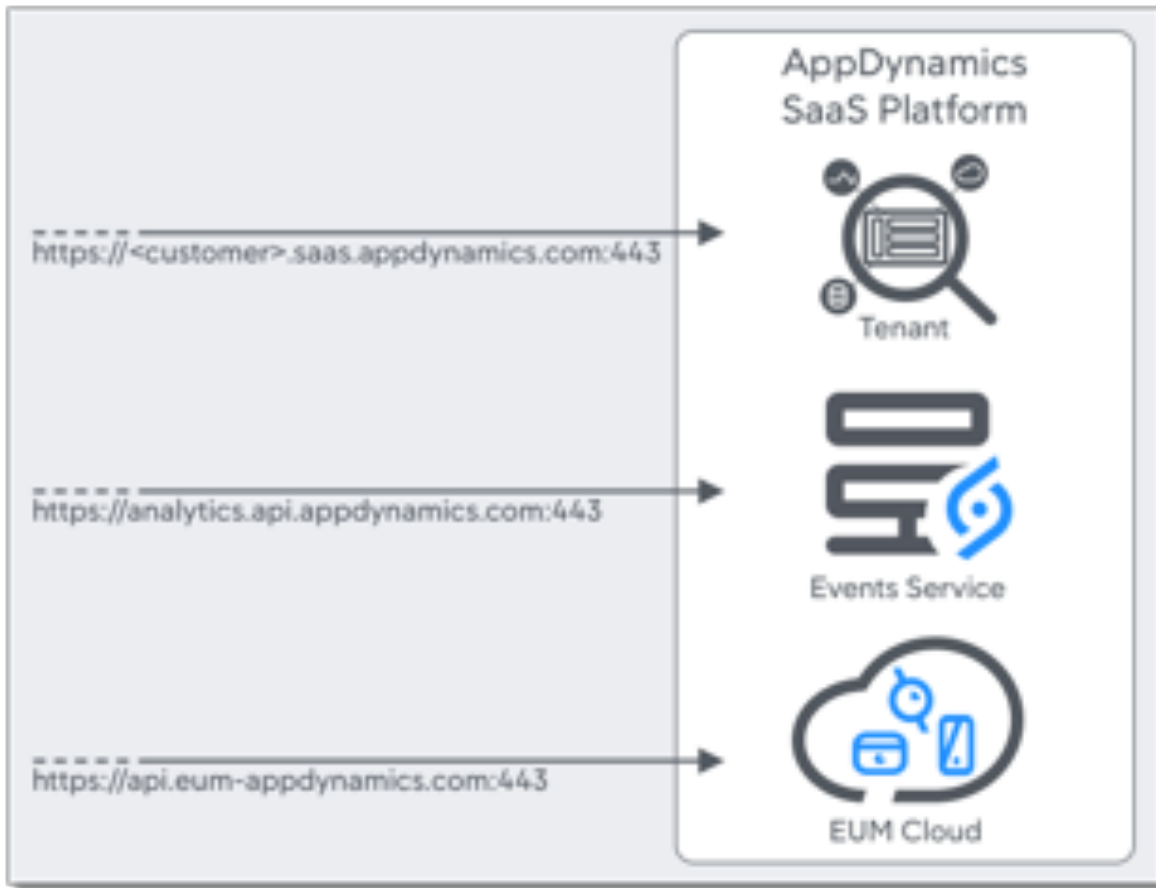 AppDynamics
SaaS Platform
https://<customer>.saas.appdynamics.com:443
Tenant
https://analytics.api.appdynamics.com:443
Events Service
https://api.eum-appdynamics.com:443
EUM Cloud